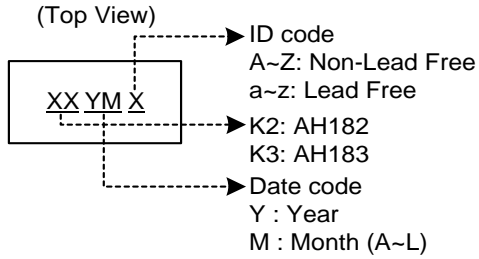 (Top View)
ID code
A~Z: Non-Lead Free
a~z: Lead Free
XX YM X
K2: AH182
K3: AH183
Date code
Y : Year
M : Month (A~L)